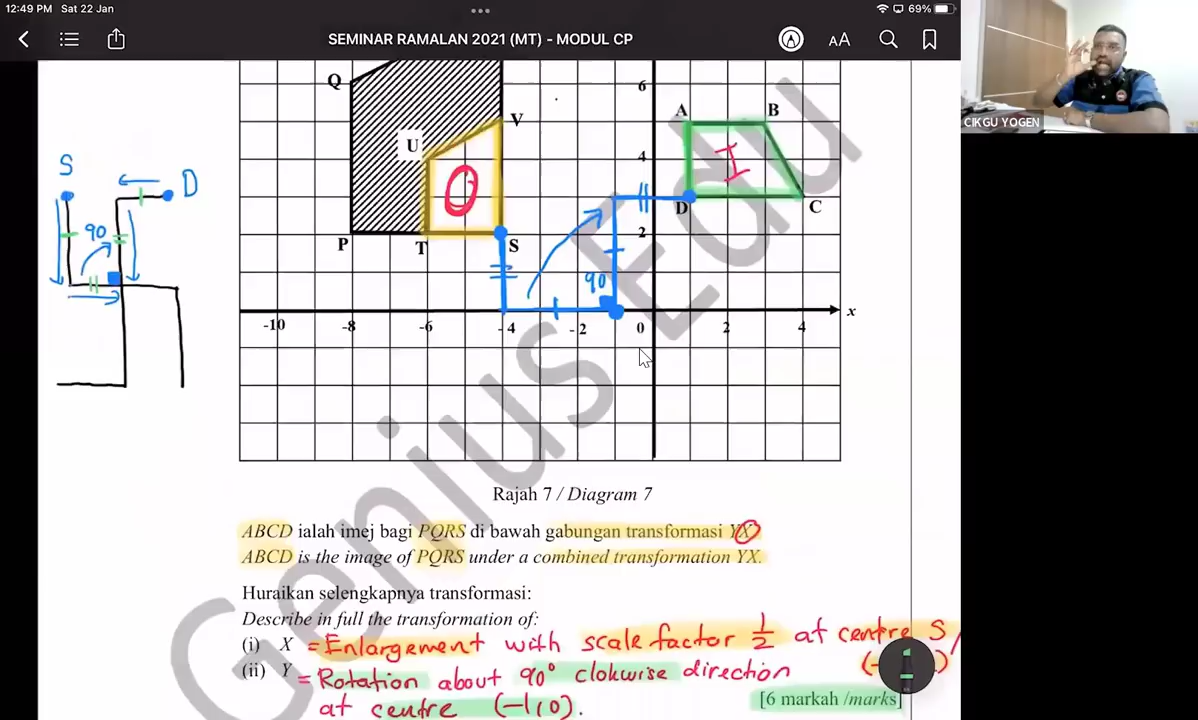 12:49 PM Sat 22 Jan
69%
SEMINAR RAMALAN 2021 (MT) - MODUL CP
AA
CIKGU YOGEN
Q
6
A
B
V
U
S
D
4
I
O
90
D
C
P
T
S
2
90
-10
-8
-6
-4
-2
0
2
4
x
Genius Edu
Rajah 7 / Diagram 7
ABCD ialah imej bagi PQRS di bawah gabungan transformasi YX
ABCD is the image of PQRS under a combined transformation YX.
Huraikan selengkapnya transformasi:
Describe in full the transformation of:
(i) X = Enlargement with scale factor 1/2 at centre S,
(ii) Y = Rotation about 90° clokwise direction
at centre (-1,0).
[6 markah /marks]